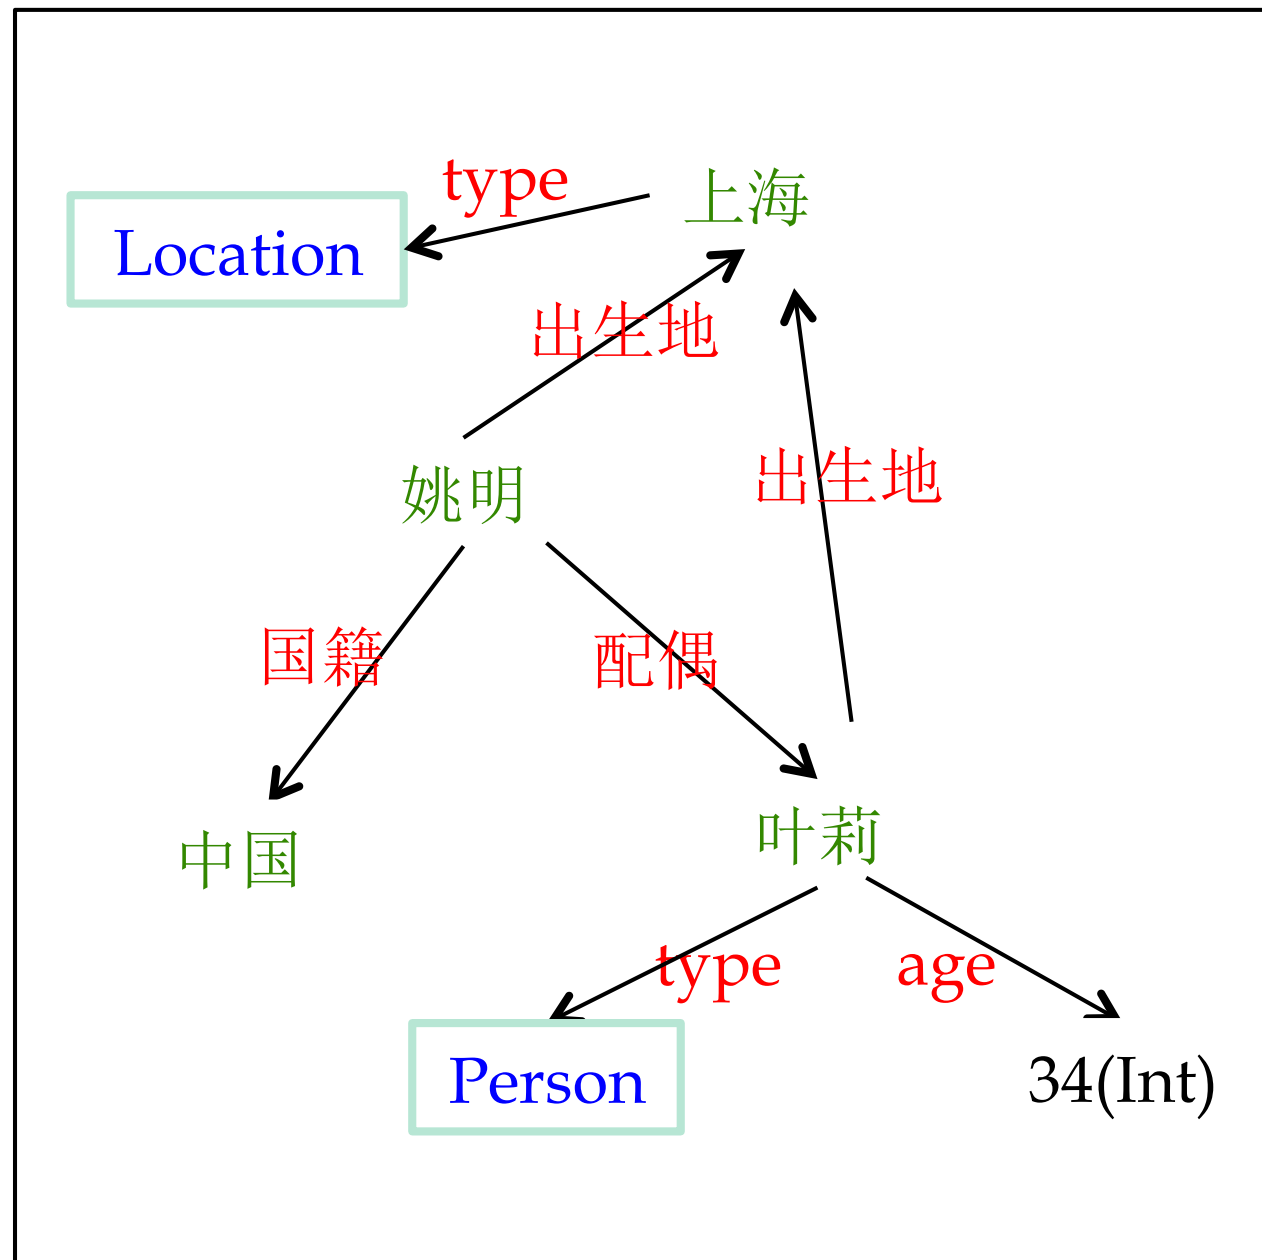 type
上海
Location
出生地
姚明
出生地
国籍
配偶
中国
叶莉
type
age
Person
34(Int)